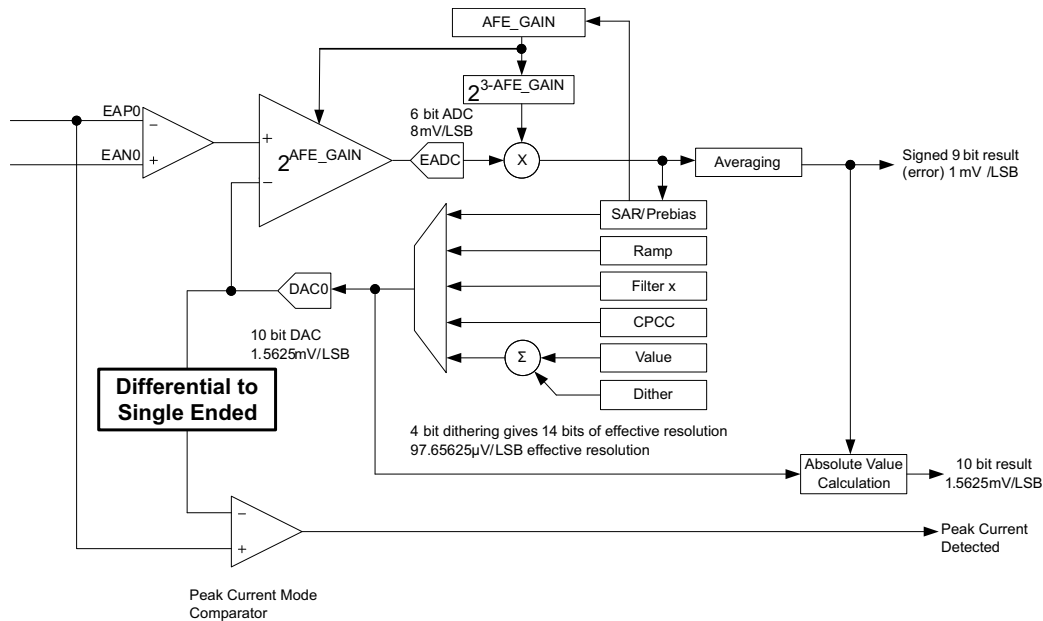 AFE_GAIN
2^3-AFE_GAIN
6 bit ADC
8mV/LSB
EAP0
EAN0
−
+
+
−
2^AFE_GAIN
EADC
X
Averaging
Signed 9 bit result
(error) 1 mV /LSB
SAR/Prebias
Ramp
Filter x
CPCC
Value
Dither
Σ
DAC0
10 bit DAC
1.5625mV/LSB
Differential to
Single Ended
4 bit dithering gives 14 bits of effective resolution
97.65625µV/LSB effective resolution
Absolute Value
Calculation
10 bit result
1.5625mV/LSB
−
+
Peak Current
Detected
Peak Current Mode
Comparator